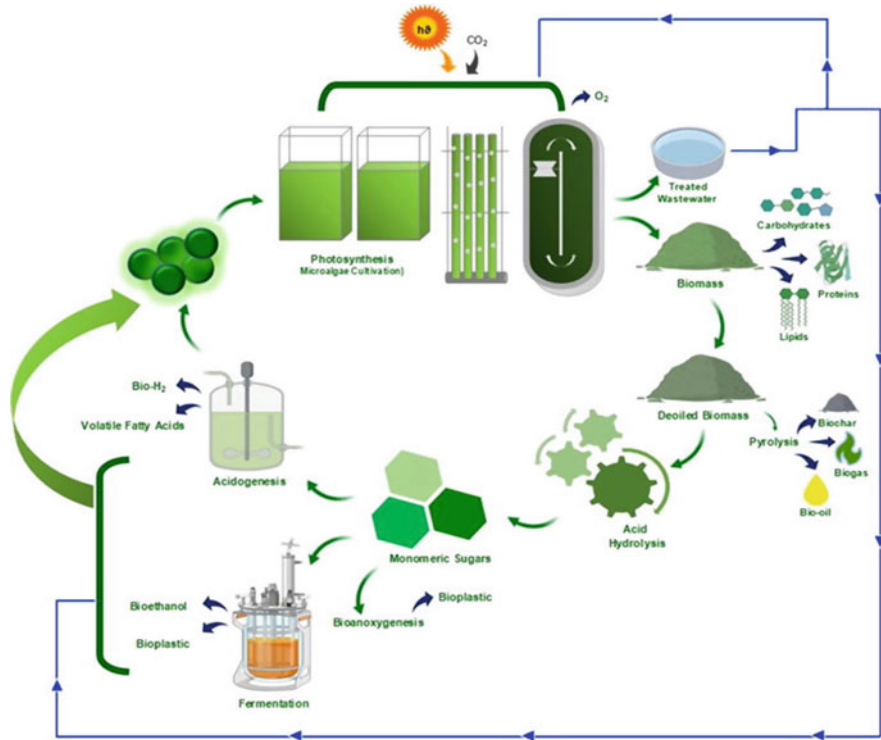 hϑ
CO₂
O₂
Photosynthesis
Microalgae Cultivation)
Treated
Wastewater
Carbohydrates
Biomass
Proteins
Lipids
Deoiled Biomass
Biochar
Pyrolysis
Biogas
Bio-oil
Acid
Hydrolysis
Monomeric Sugars
Bio-H₂
Volatile Fatty Acids
Acidogenesis
Bioplastic
Bioanoxygenesis
Bioethanol
Bioplastic
Fermentation